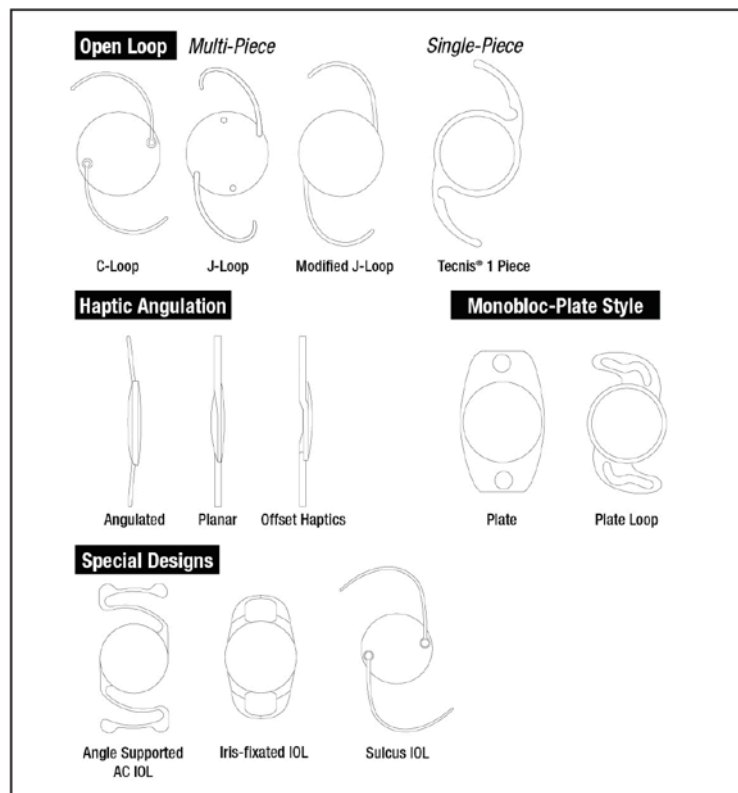 Open Loop Multi-Piece Single-Piece
C-Loop J-Loop Modified J-Loop Tecnis® 1 Piece
Haptic Angulation Monobloc-Plate Style
Angulated Planar Offset Haptics Plate Plate Loop
Special Designs
Angle Supported Iris-fixated IOL Sulcus IOL
AC IOL